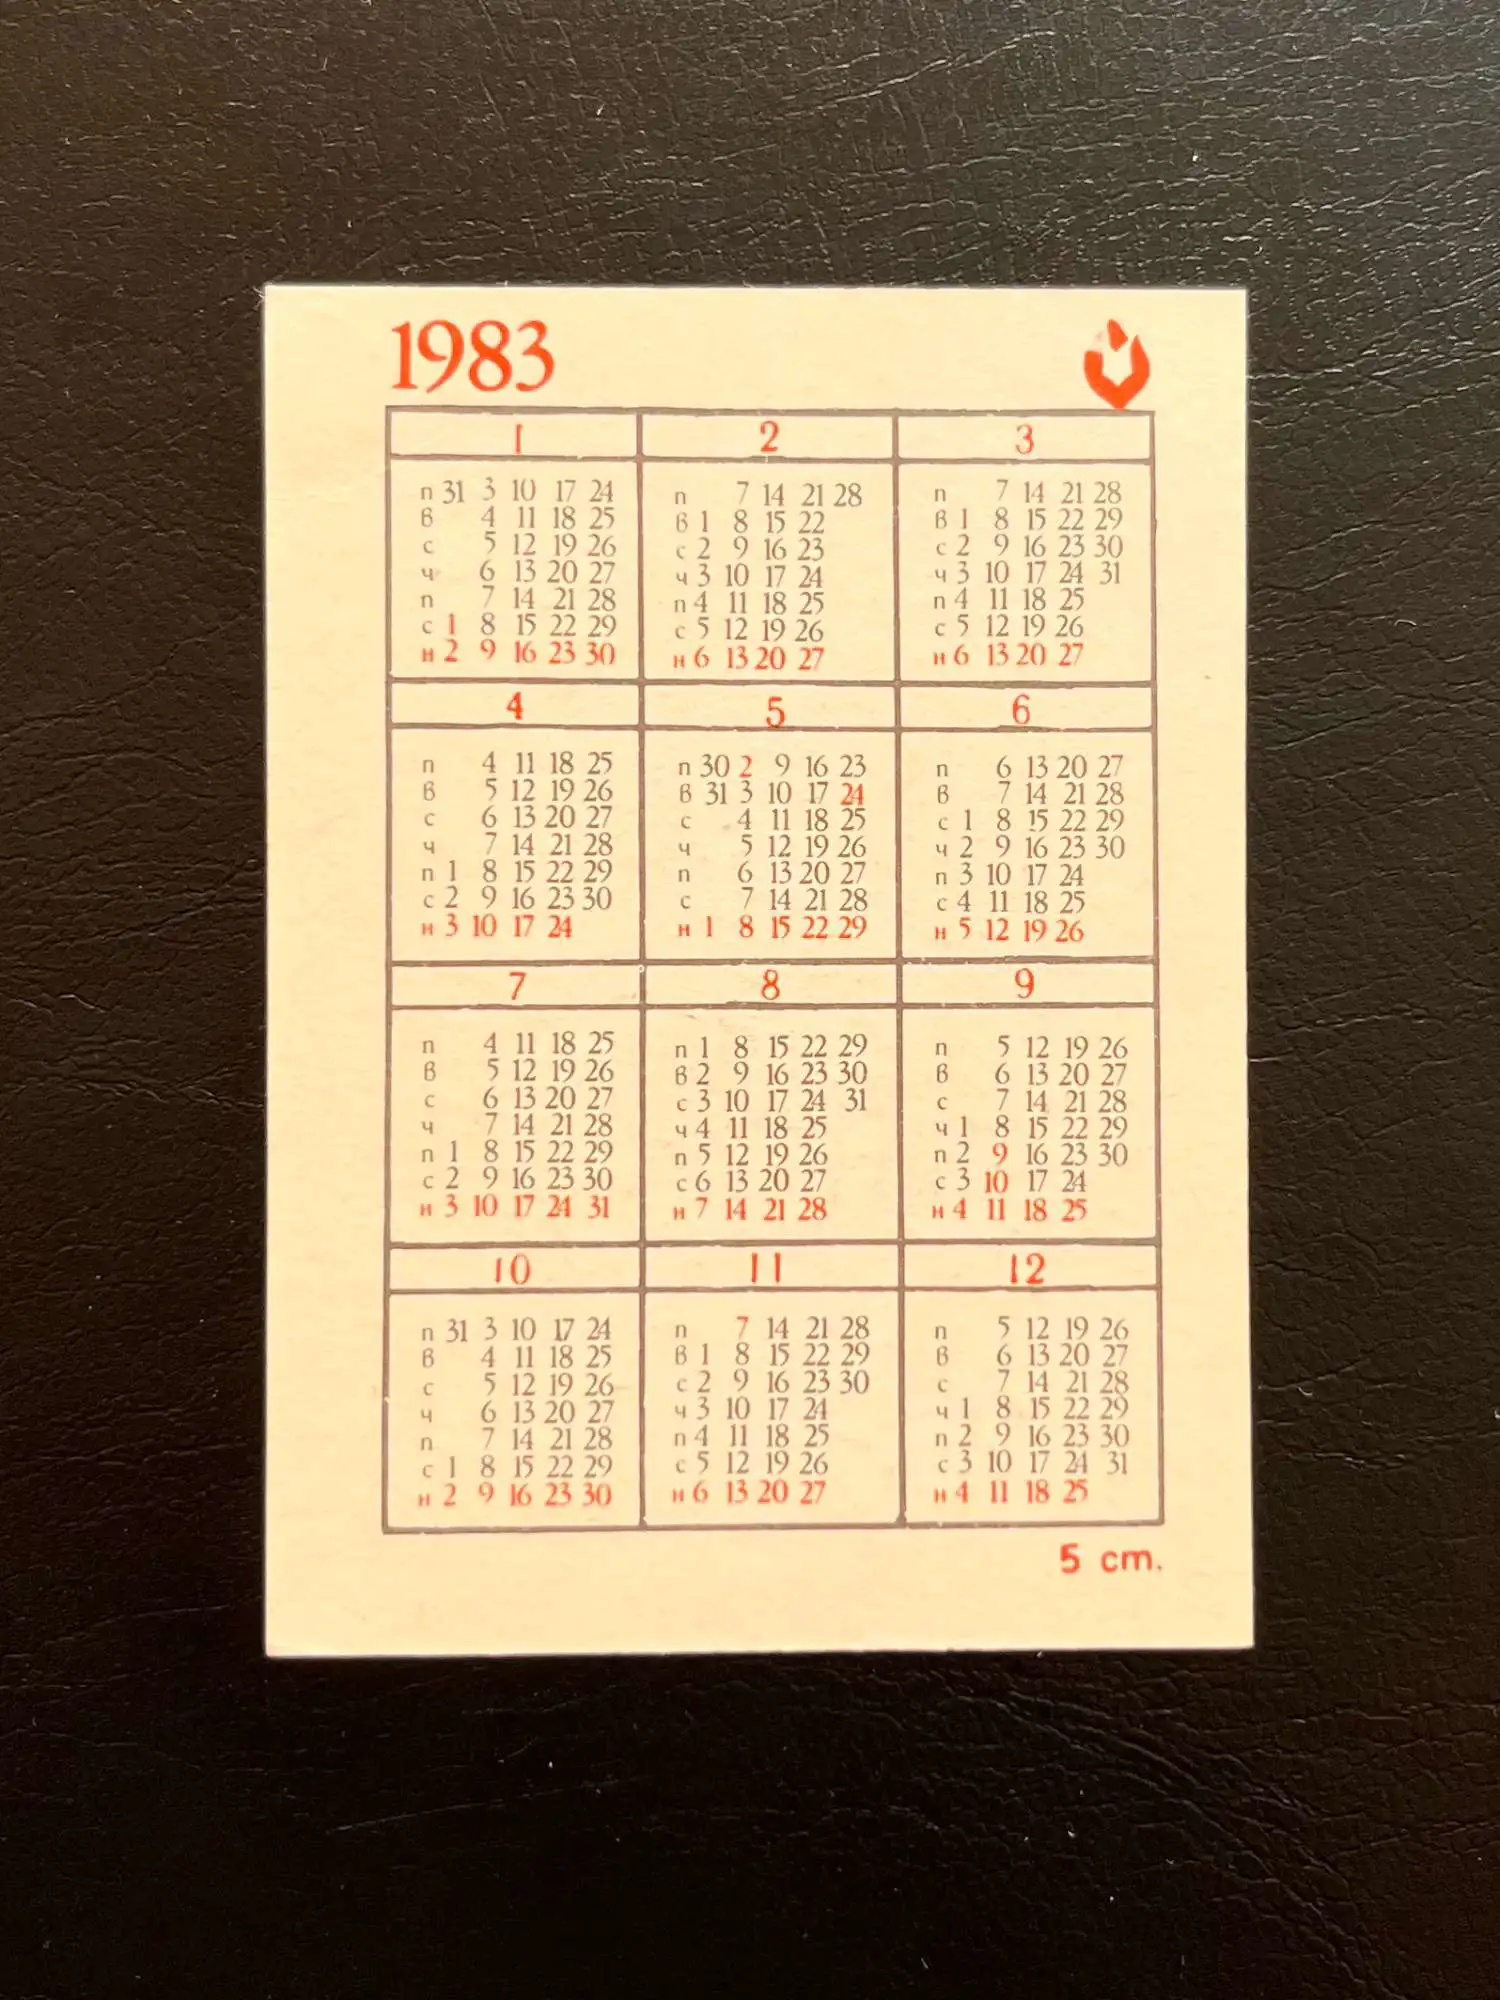 1983
1 2 3
п 31 3 10 17 24 п 7 14 21 28 п 7 14 21 28
в 4 11 18 25 в 1 8 15 22 в 1 8 15 22 29
с 5 12 19 26 с 2 9 16 23 с 2 9 16 23 30
ч 6 13 20 27 ч 3 10 17 24 ч 3 10 17 24 31
п 7 14 21 28 п 4 11 18 25 п 4 11 18 25
с 1 8 15 22 29 с 5 12 19 26 с 5 12 19 26
н 2 9 16 23 30 н 6 13 20 27 н 6 13 20 27
4 5 6
п 4 11 18 25 п 30 2 9 16 23 п 6 13 20 27
в 5 12 19 26 в 31 3 10 17 24 в 7 14 21 28
с 6 13 20 27 с 4 11 18 25 с 1 8 15 22 29
ч 7 14 21 28 ч 5 12 19 26 ч 2 9 16 23 30
п 1 8 15 22 29 п 6 13 20 27 п 3 10 17 24
с 2 9 16 23 30 с 7 14 21 28 с 4 11 18 25
н 3 10 17 24 н 1 8 15 22 29 н 5 12 19 26
7 8 9
п 4 11 18 25 п 1 8 15 22 29 п 5 12 19 26
в 5 12 19 26 в 2 9 16 23 30 в 6 13 20 27
с 6 13 20 27 с 3 10 17 24 31 с 7 14 21 28
ч 7 14 21 28 ч 4 11 18 25 ч 1 8 15 22 29
п 1 8 15 22 29 п 5 12 19 26 п 2 9 16 23 30
с 2 9 16 23 30 с 6 13 20 27 с 3 10 17 24
н 3 10 17 24 31 н 7 14 21 28 н 4 11 18 25
10 11 12
п 31 3 10 17 24 п 7 14 21 28 п 5 12 19 26
в 4 11 18 25 в 1 8 15 22 29 в 6 13 20 27
с 5 12 19 26 с 2 9 16 23 30 с 7 14 21 28
ч 6 13 20 27 ч 3 10 17 24 ч 1 8 15 22 29
п 7 14 21 28 п 4 11 18 25 п 2 9 16 23 30
с 1 8 15 22 29 с 5 12 19 26 с 3 10 17 24 31
н 2 9 16 23 30 н 6 13 20 27 н 4 11 18 25
5 cm.